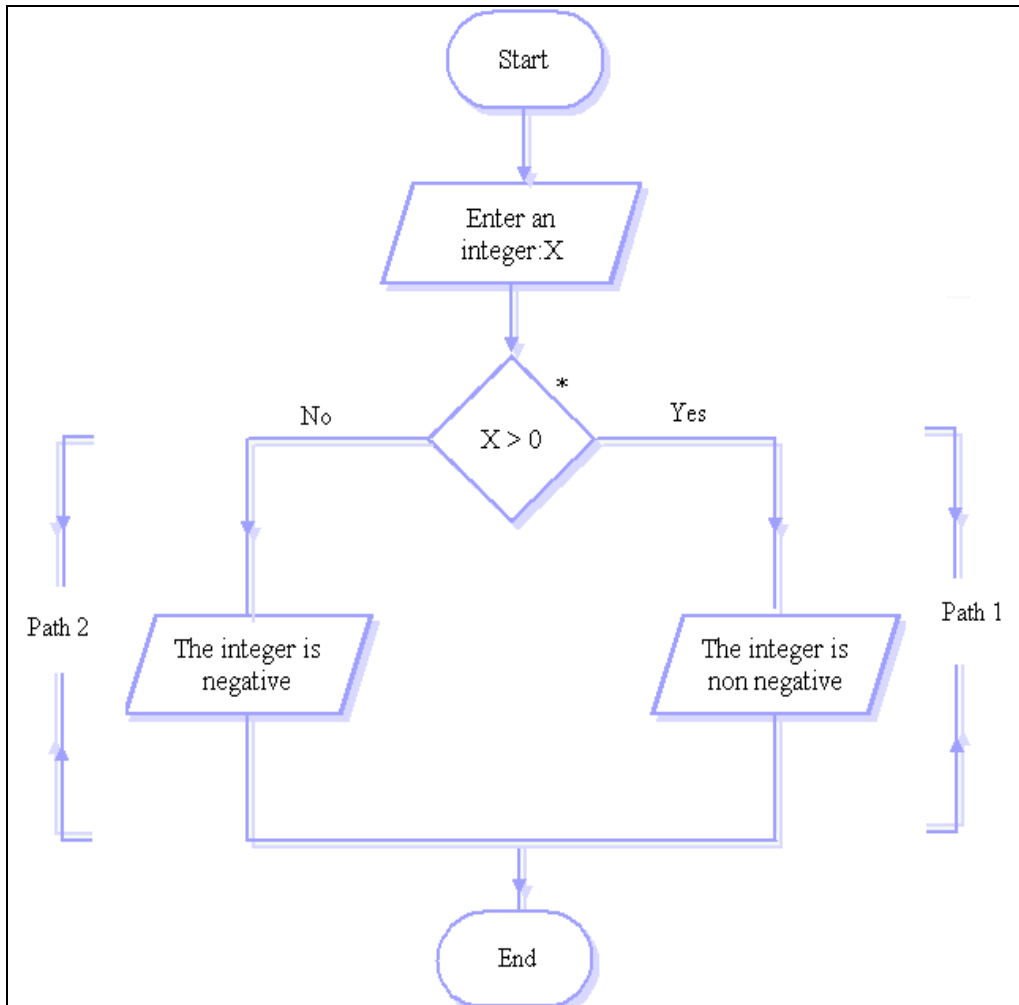 Start
Enter an
integer:X
*
No
Yes
X > 0
Path 2
The integer is
negative
The integer is
non negative
Path 1
End